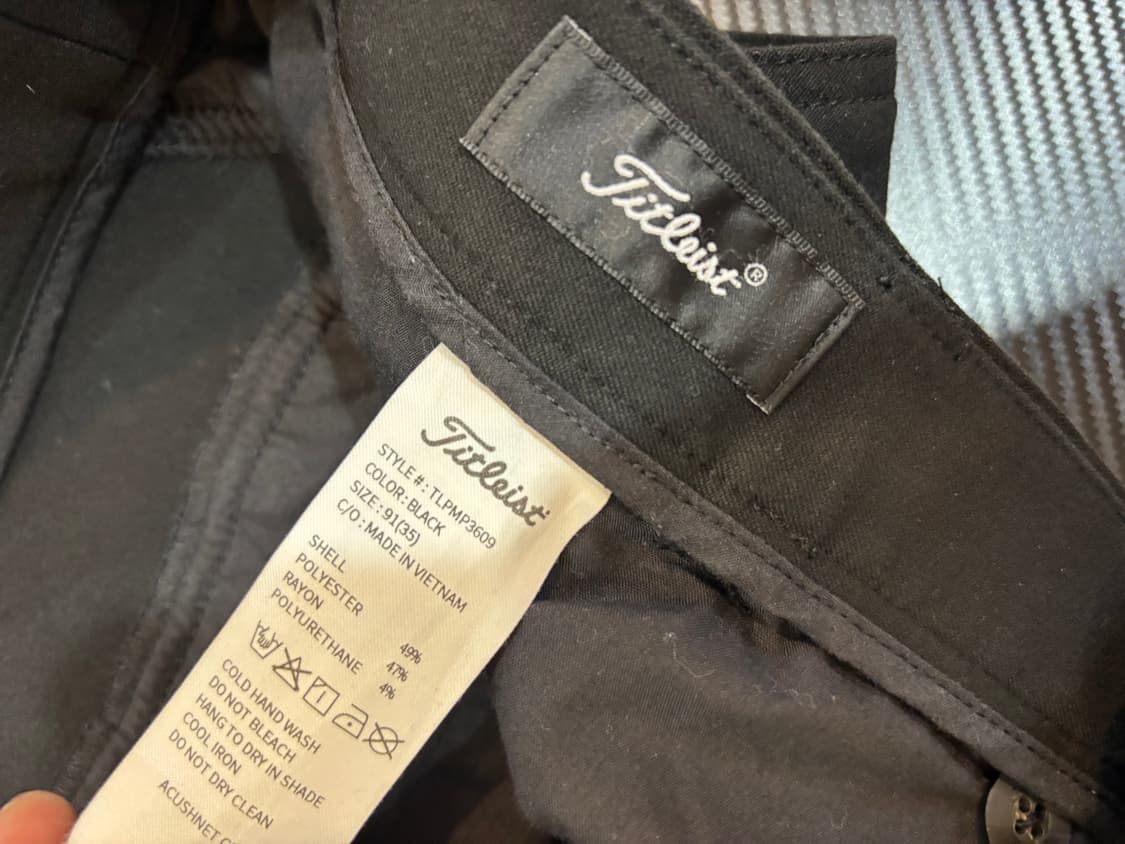 Titleist®
Titleist
STYLE # : TLPMP3609
COLOR : BLACK
SIZE : 91(35)
C/O : MADE IN VIETNAM
SHELL
POLYESTER 49%
RAYON 47%
POLYURETHANE 4%
COLD HAND WASH
DO NOT BLEACH
HANG TO DRY IN SHADE
COOL IRON
DO NOT DRY CLEAN
ACUSHNET